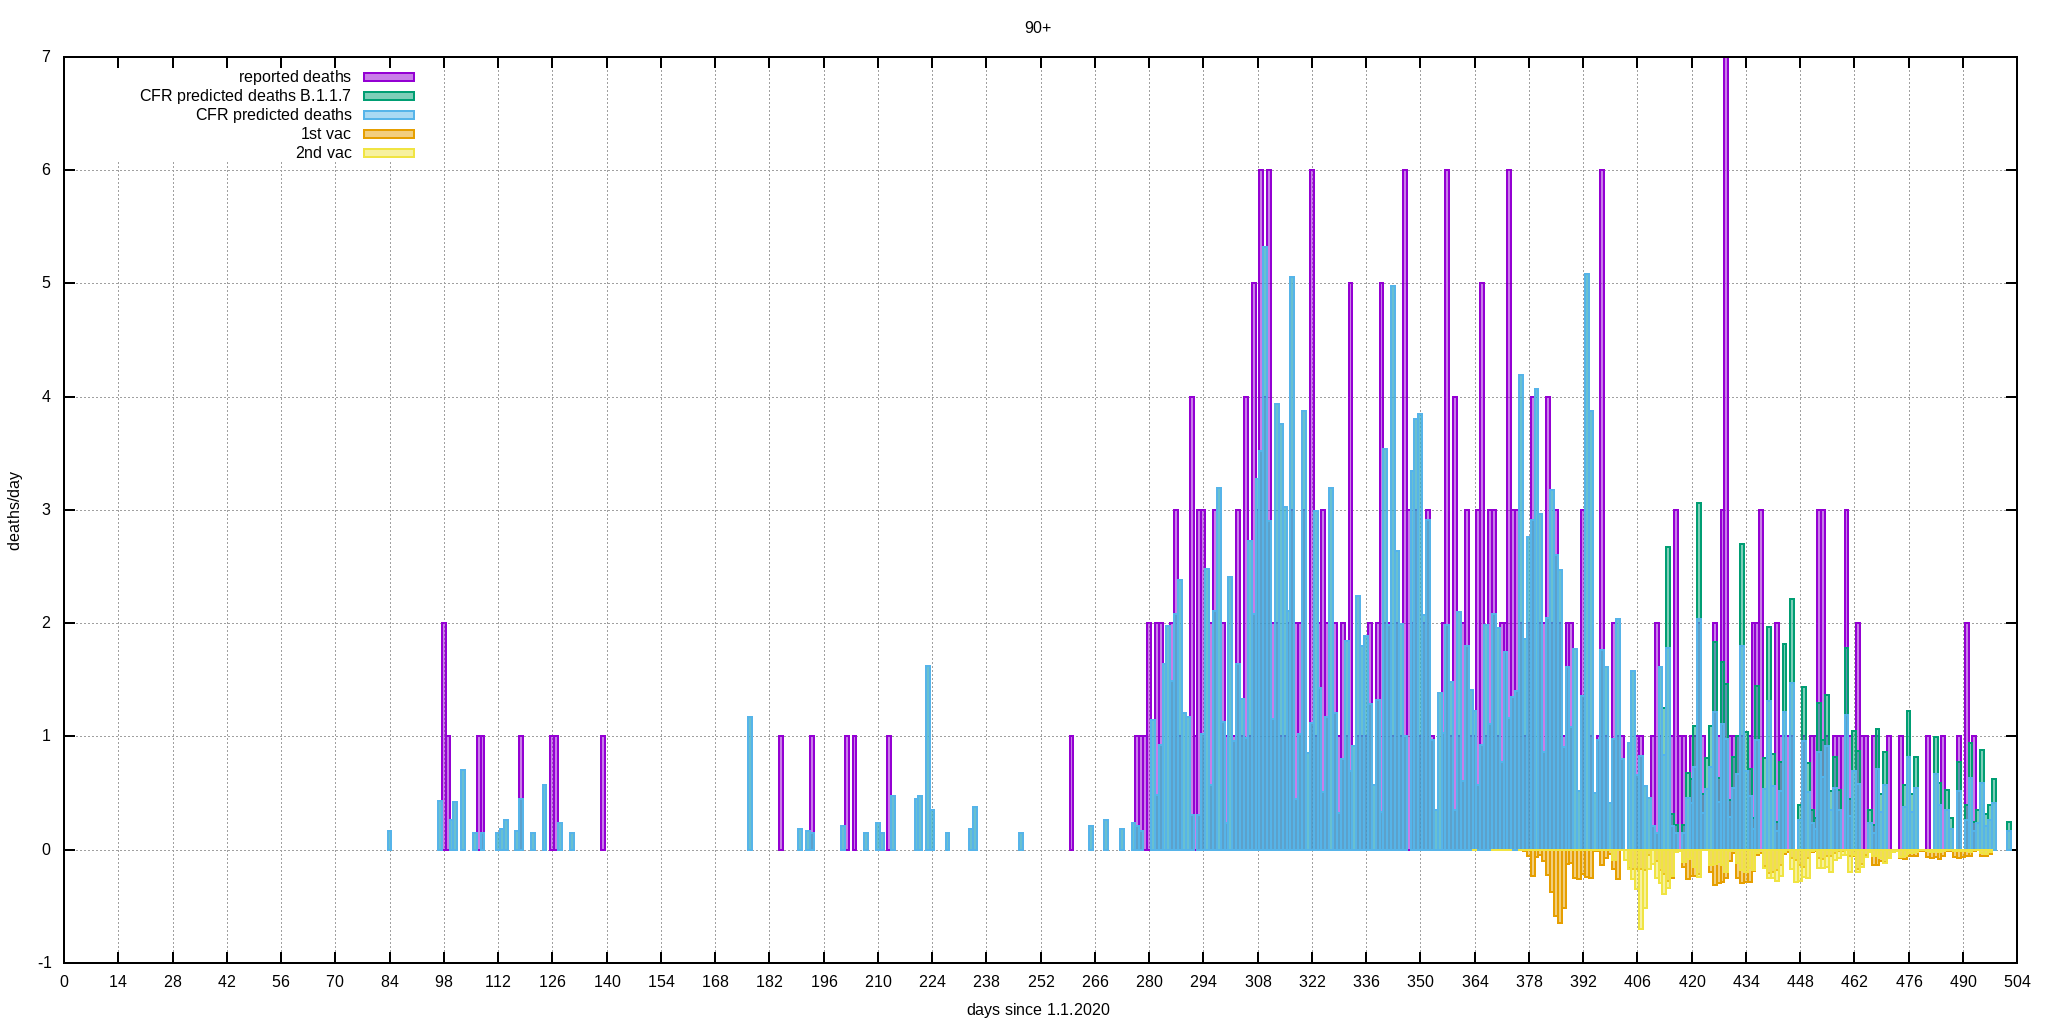 90+
reported deaths
CFR predicted deaths B.1.1.7
CFR predicted deaths
1st vac
2nd vac
7
6
5
4
3
2
1
0
-1
deaths/day
0 14 28 42 56 70 84 98 112 126 140 154 168 182 196 210 224 238 252 266 280 294 308 322 336 350 364 378 392 406 420 434 448 462 476 490 504
days since 1.1.2020